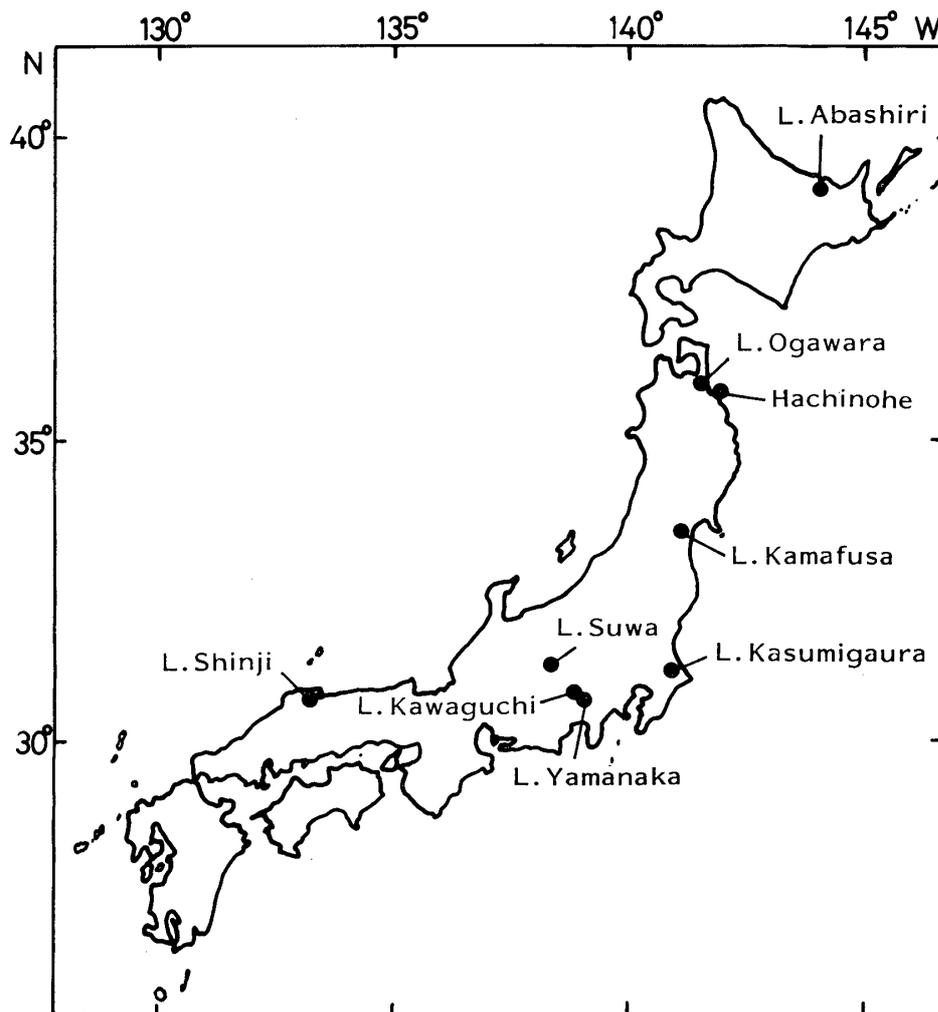 130° 135° 140° 145° W
N
40°
L.Abashiri
L.Ogawara
Hachinohe
35°
L.Kamafusa
L.Suwa
L.Kasumigaura
L.Shinji
L.Kawaguchi
30°
L.Yamanaka